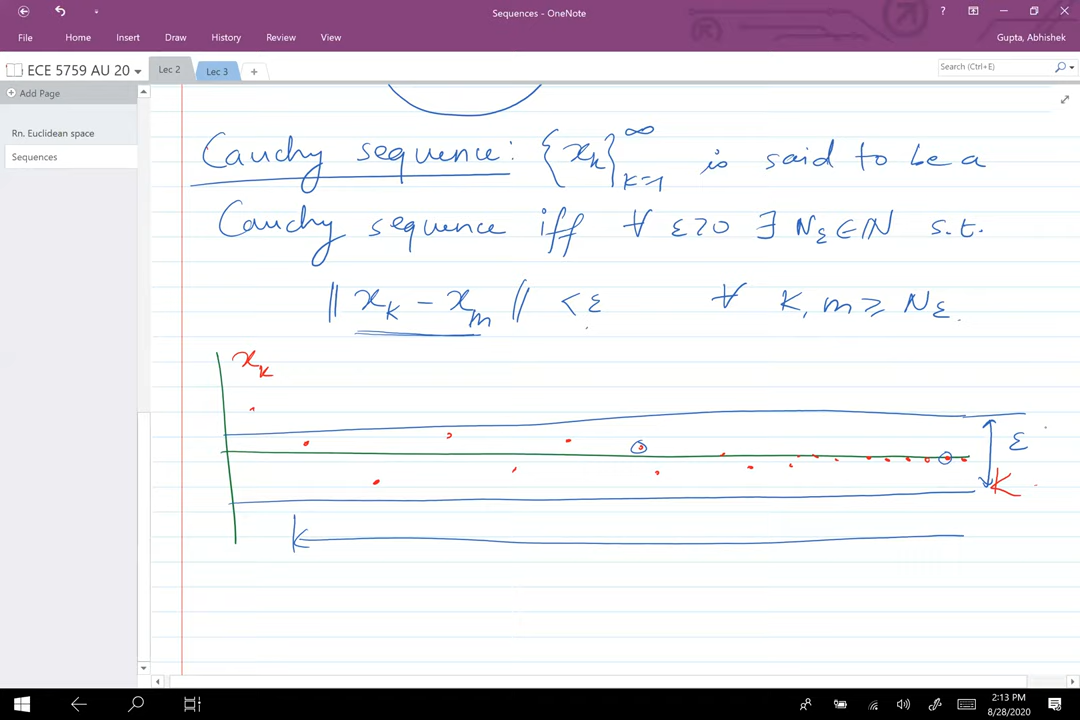 Sequences - OneNote
File Home Insert Draw History Review View
Gupta, Abhishek
ECE 5759 AU 20
Lec 2
Lec 3
Search (Ctrl+E)
Add Page
Rn. Euclidean space
Sequences
Cauchy sequence: {x_k}_{k=1}^∞ is said to be a
Cauchy sequence iff ∀ ε>0 ∃ N_ε ∈ ℕ s.t.
‖ x_k - x_m ‖ < ε ∀ k, m ≥ N_ε.
x_k
ε
K
2:13 PM
8/28/2020